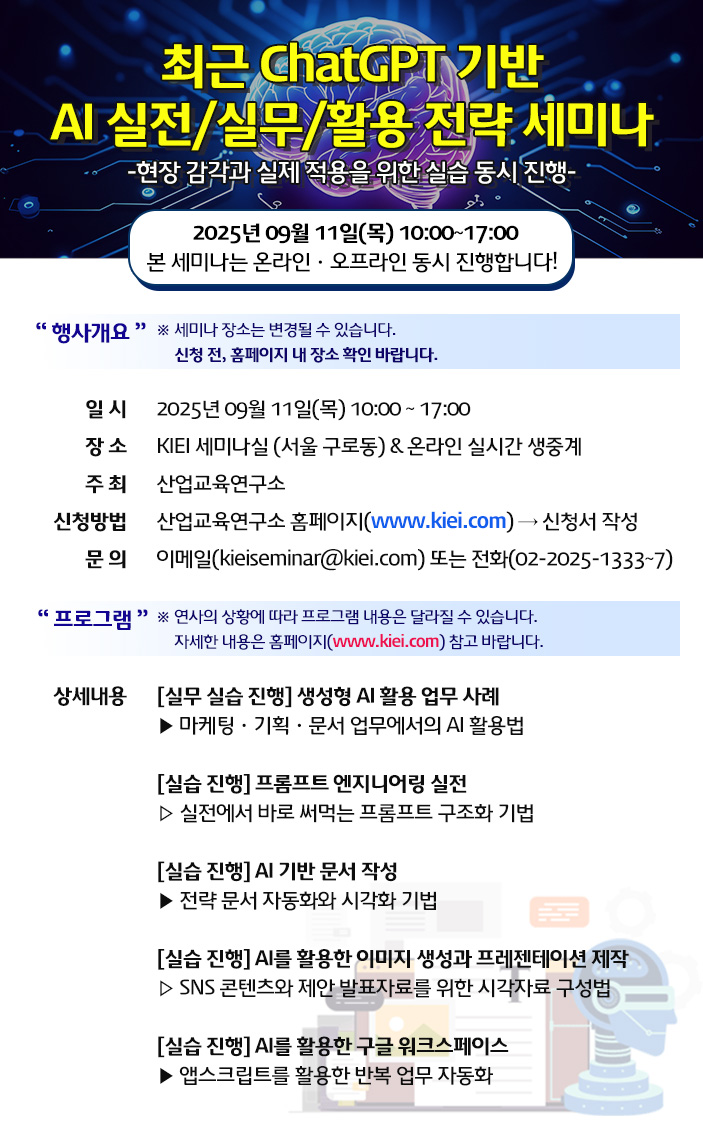 최근 ChatGPT 기반
AI 실전/실무/활용 전략 세미나
-현장 감각과 실제 적용을 위한 실습 동시 진행-
2025년 09월 11일(목) 10:00~17:00
본 세미나는 온라인 · 오프라인 동시 진행합니다!
“ 행사개요 ” ※ 세미나 장소는 변경될 수 있습니다.
신청 전, 홈페이지 내 장소 확인 바랍니다.
일 시 2025년 09월 11일(목) 10:00 ~ 17:00
장 소 KIEI 세미나실 (서울 구로동) & 온라인 실시간 생중계
주 최 산업교육연구소
신청방법 산업교육연구소 홈페이지(www.kiei.com) → 신청서 작성
문 의 이메일(kieiseminar@kiei.com) 또는 전화(02-2025-1333~7)
“ 프로그램 ” ※ 연사의 상황에 따라 프로그램 내용은 달라질 수 있습니다.
자세한 내용은 홈페이지(www.kiei.com) 참고 바랍니다.
상세내용 [실무 실습 진행] 생성형 AI 활용 업무 사례
▶ 마케팅 · 기획 · 문서 업무에서의 AI 활용법
[실습 진행] 프롬프트 엔지니어링 실전
▷ 실전에서 바로 써먹는 프롬프트 구조화 기법
[실습 진행] AI 기반 문서 작성
▶ 전략 문서 자동화와 시각화 기법
[실습 진행] AI를 활용한 이미지 생성과 프레젠테이션 제작
▷ SNS 콘텐츠와 제안 발표자료를 위한 시각자료 구성법
[실습 진행] AI를 활용한 구글 워크스페이스
▶ 앱스크립트를 활용한 반복 업무 자동화